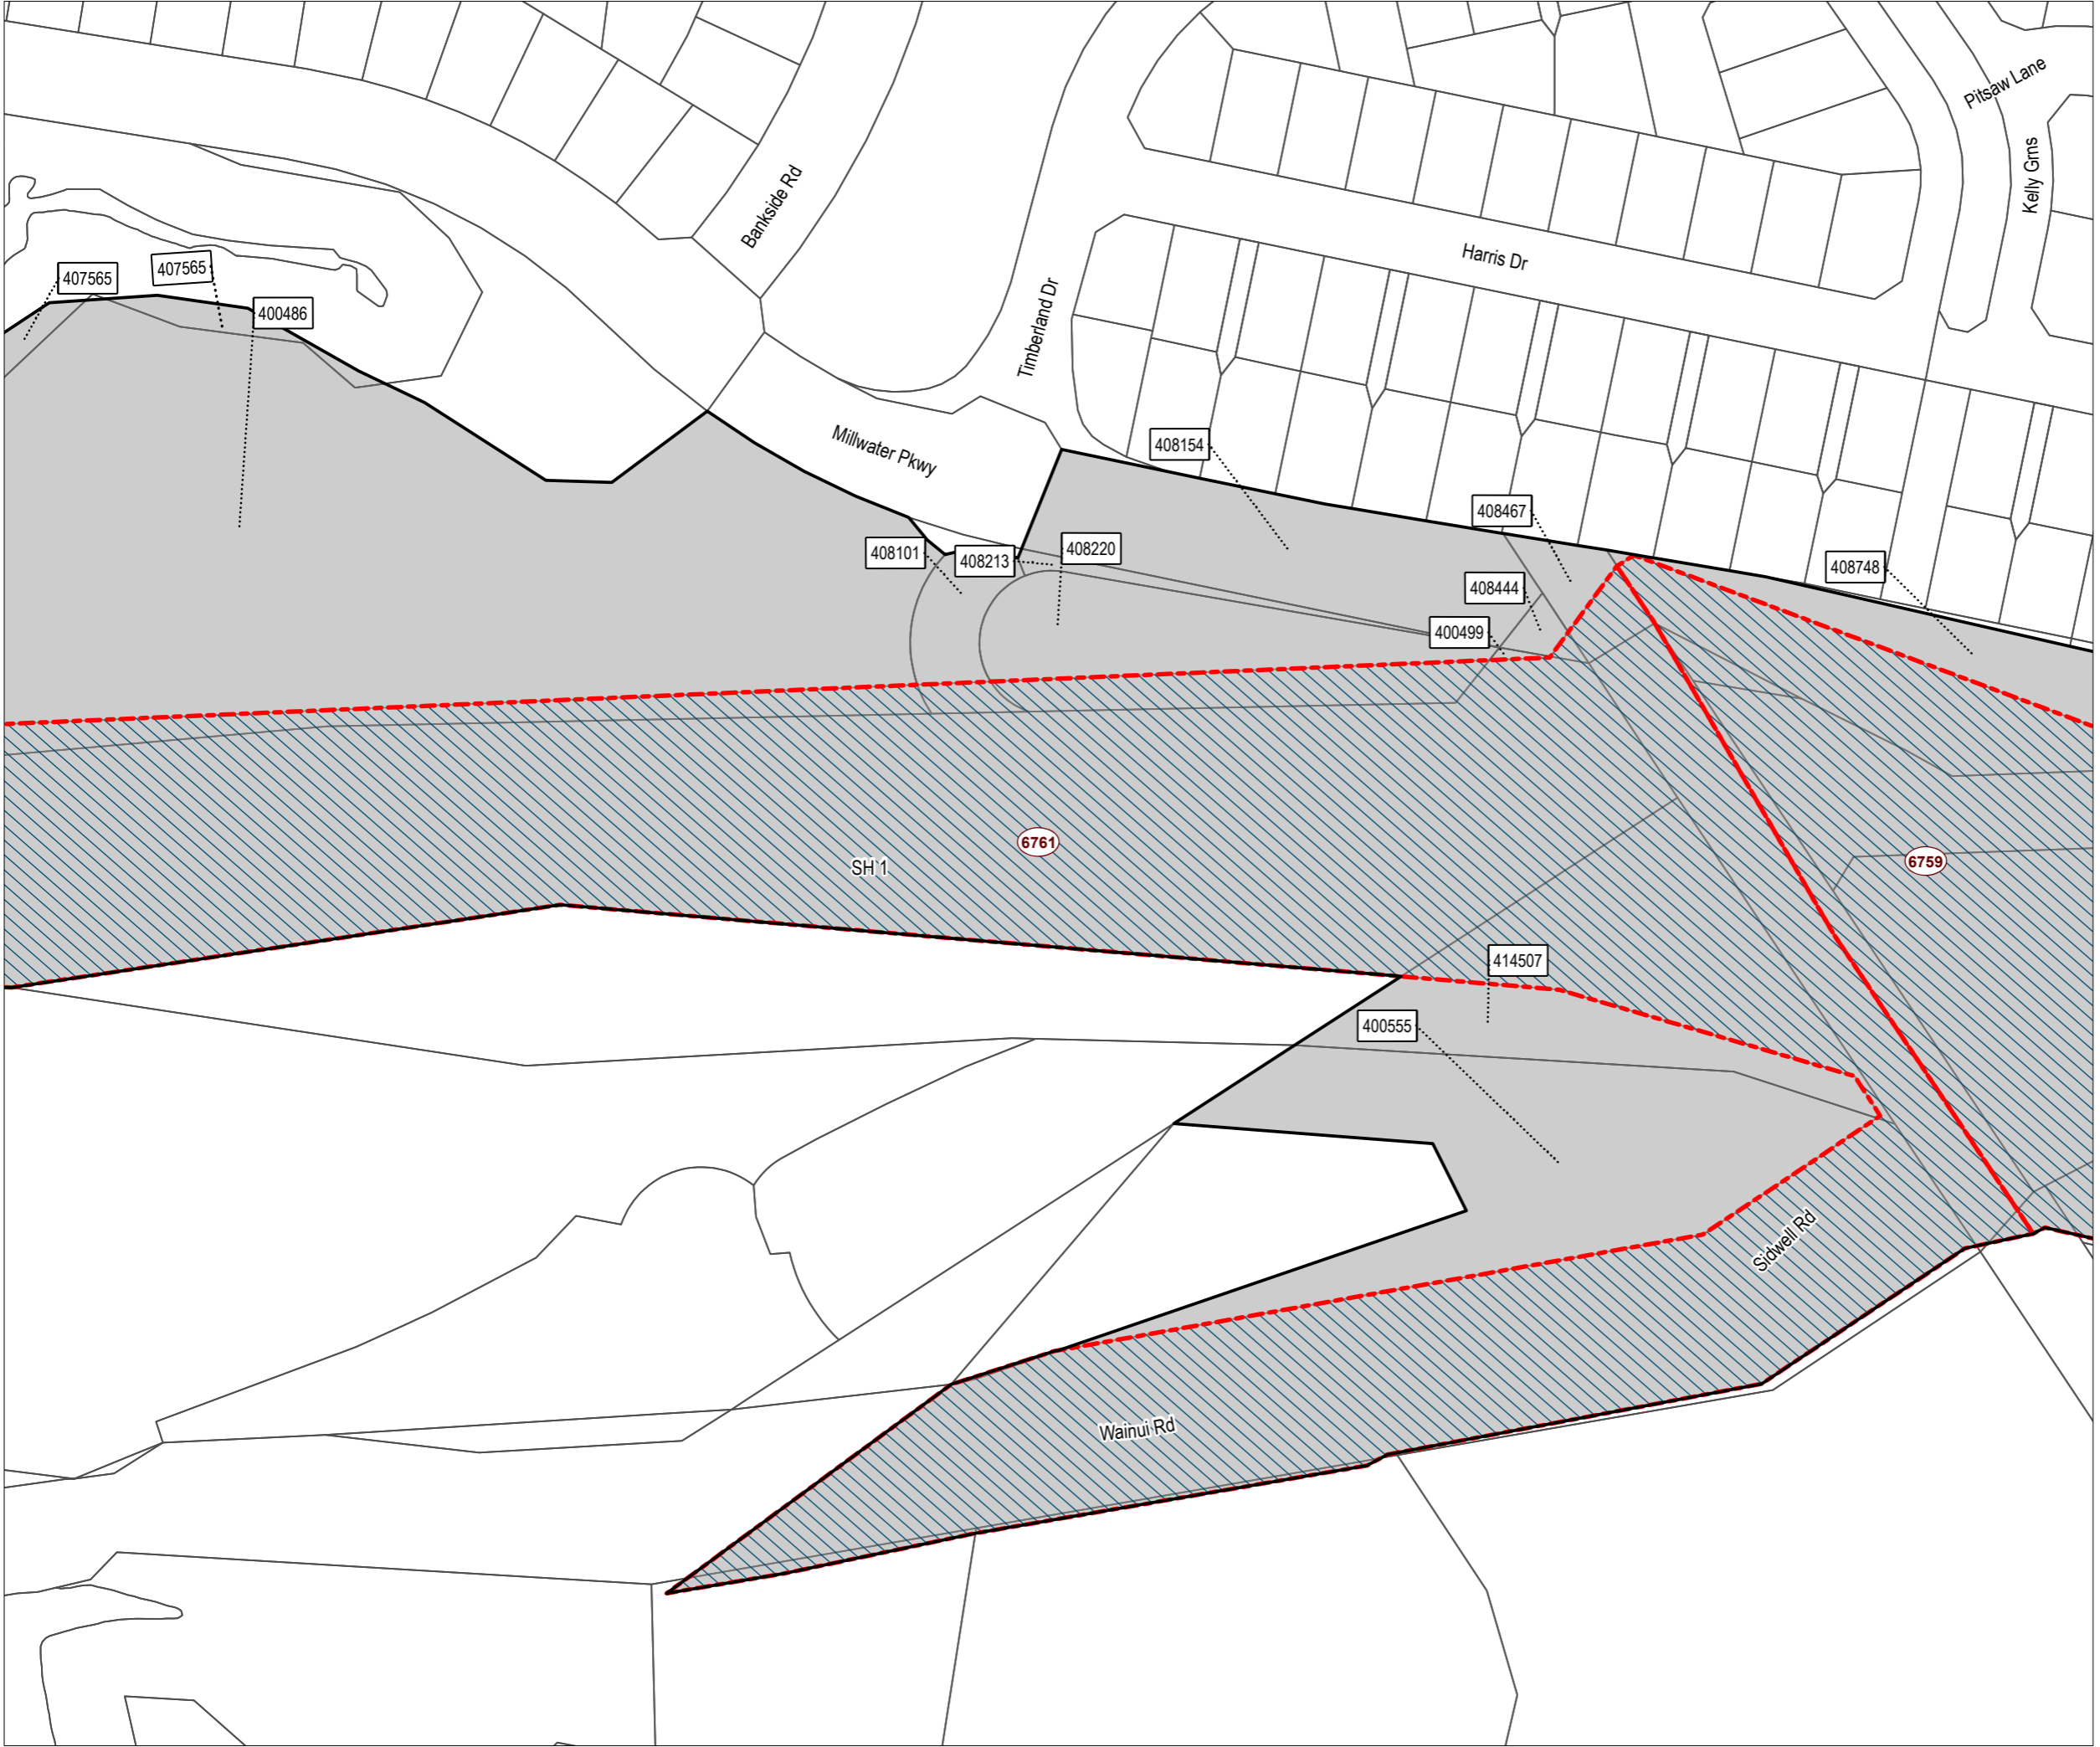 Pitsaw Lane
Kelly Grns
Bankside Rd
Harris Dr
Timberland Dr
407565
407565
400486
Millwater Pkwy
408154
408467
408101
408213
408220
408444
408748
400499
6761
SH 1
6759
414507
400555
Sidwell Rd
Wainui Rd